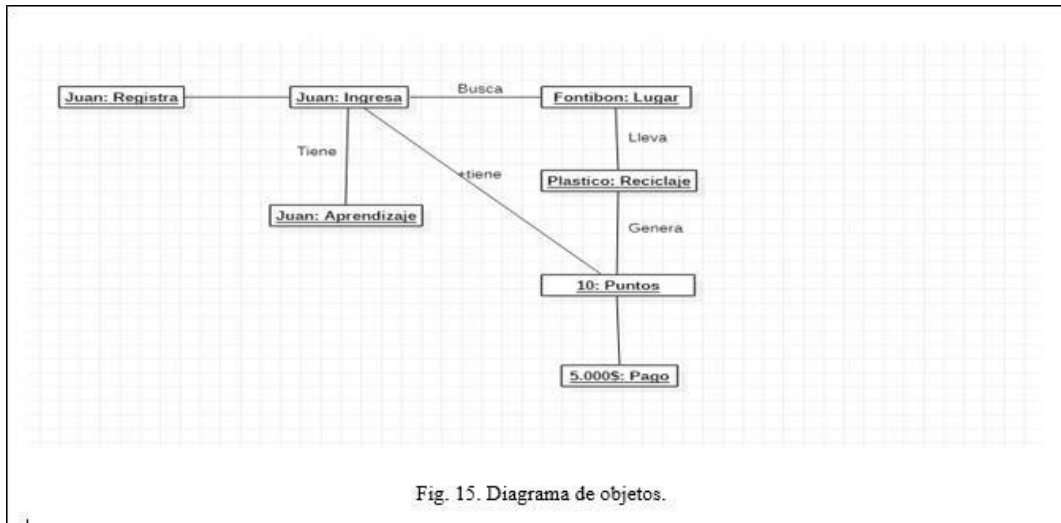 Juan: Registra
Juan: Ingresa
Busca
Fontibon: Lugar
Tiene
Lleva
+tiene
Plastico: Reciclaje
Juan: Aprendizaje
Genera
10: Puntos
5.000$: Pago
Fig. 15. Diagrama de objetos.